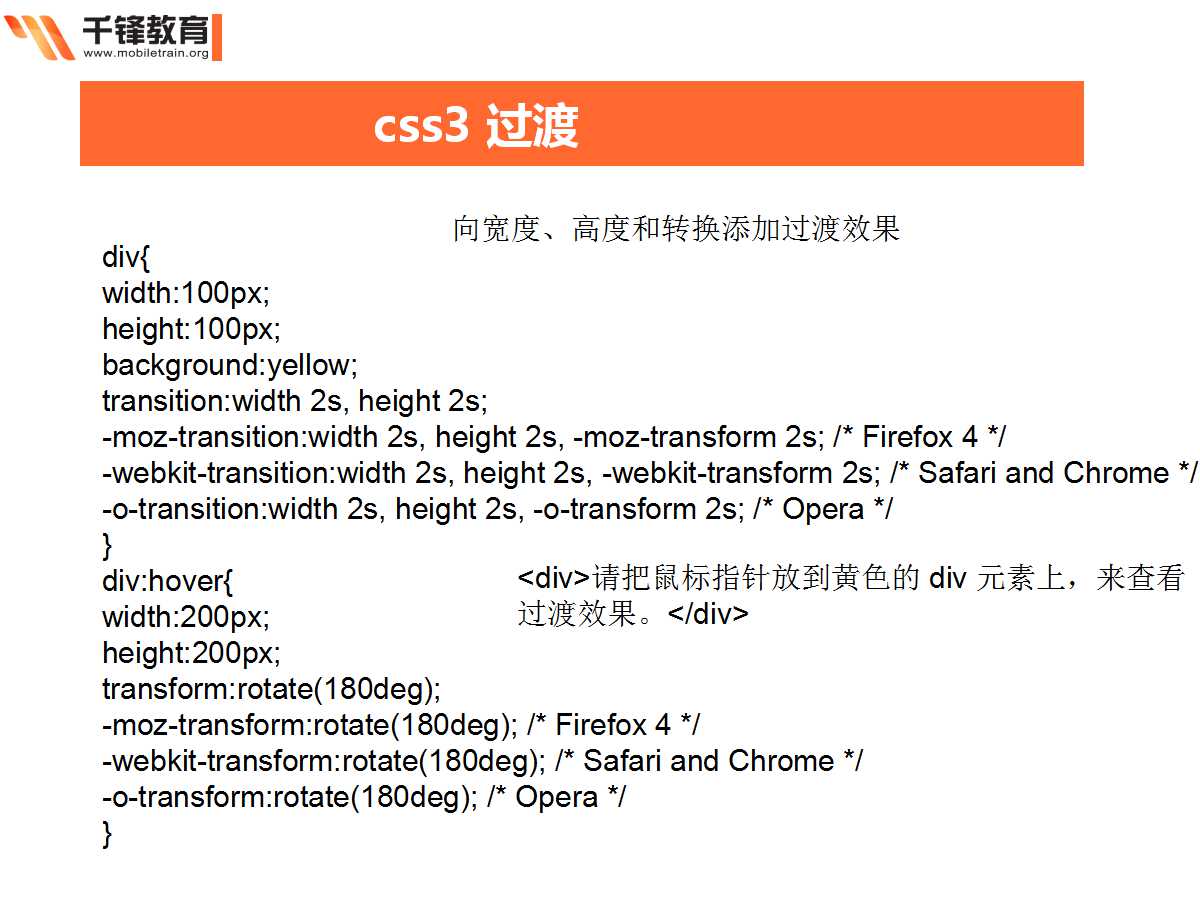 千锋教育
www.mobiletrain.org
css3 过渡
向宽度、高度和转换添加过渡效果
div{
width:100px;
height:100px;
background:yellow;
transition:width 2s, height 2s;
-moz-transition:width 2s, height 2s, -moz-transform 2s; /* Firefox 4 */
-webkit-transition:width 2s, height 2s, -webkit-transform 2s; /* Safari and Chrome */
-o-transition:width 2s, height 2s, -o-transform 2s; /* Opera */
}
div:hover{
width:200px;
height:200px;
transform:rotate(180deg);
-moz-transform:rotate(180deg); /* Firefox 4 */
-webkit-transform:rotate(180deg); /* Safari and Chrome */
-o-transform:rotate(180deg); /* Opera */
}
<div>请把鼠标指针放到黄色的 div 元素上，来查看
过渡效果。</div>